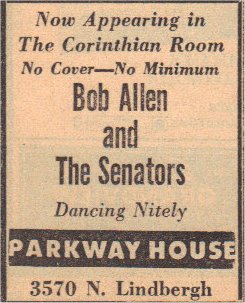 Now Appearing in
The Corinthian Room
No Cover—No Minimum
Bob Allen
and
The Senators
Dancing Nitely
PARKWAY HOUSE
3570 N. Lindbergh